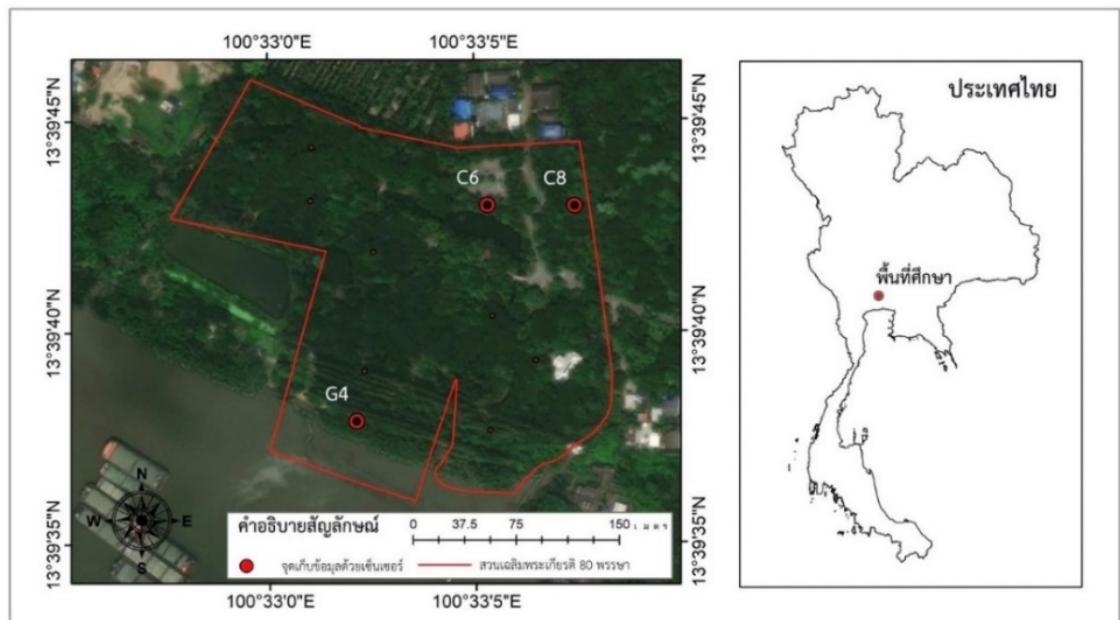 100°33'0"E 100°33'5"E
13°39'45"N
13°39'40"N
13°39'35"N
C6 C8
G4
N
W E
S
คำอธิบายสัญลักษณ์ 0 37.5 75 150 เมตร
จุดเก็บข้อมูลด้วยเซ็นเซอร์ สวนเฉลิมพระเกียรติ 80 พรรษา
13°39'45"N
13°39'40"N
13°39'35"N
100°33'0"E 100°33'5"E
ประเทศไทย
พื้นที่ศึกษา